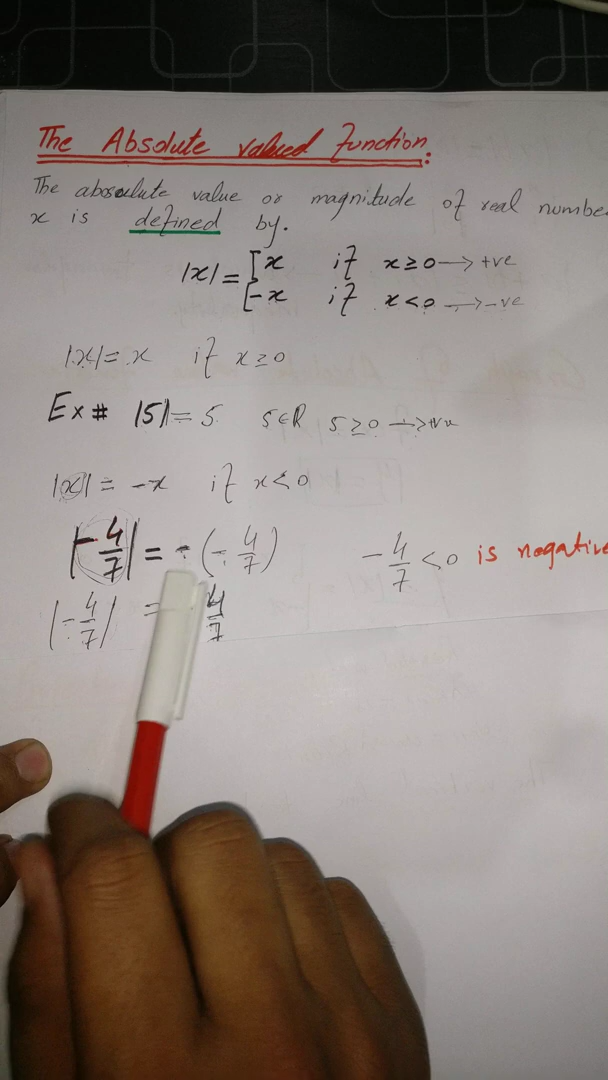 The Absolute valued function:
The absoulute value or magnitude of real number
x is defined by.
|x| = [x if x≥0 → +ve
[-x if x<0 → -ve
|x| = x if x≥0
Ex # |5| = 5 5∈R 5≥0 → +ve
|x| = -x if x<0
|-4/7| = -(-4/7) -4/7 <0 is negative
|-4/7| = 4/7